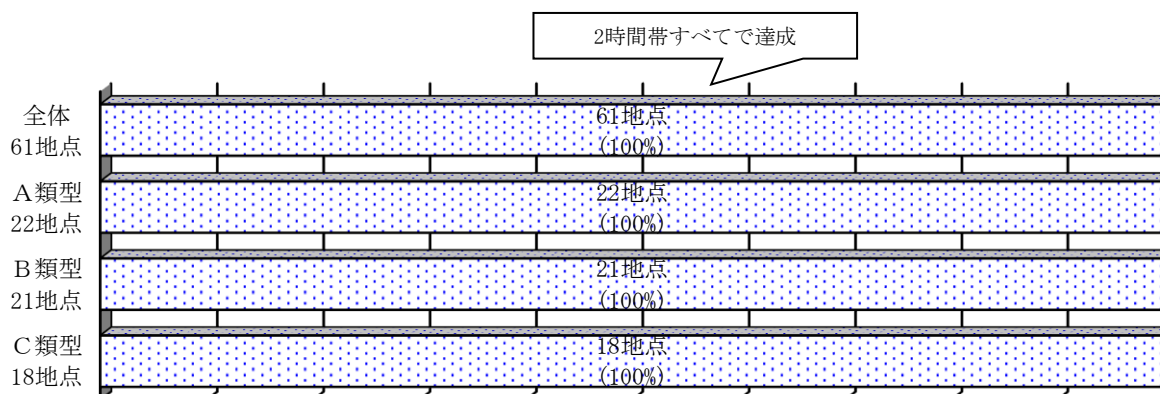 2時間帯すべてで達成
全体
61地点
61地点
(100%)
A類型
22地点
22地点
(100%)
B類型
21地点
21地点
(100%)
C類型
18地点
18地点
(100%)